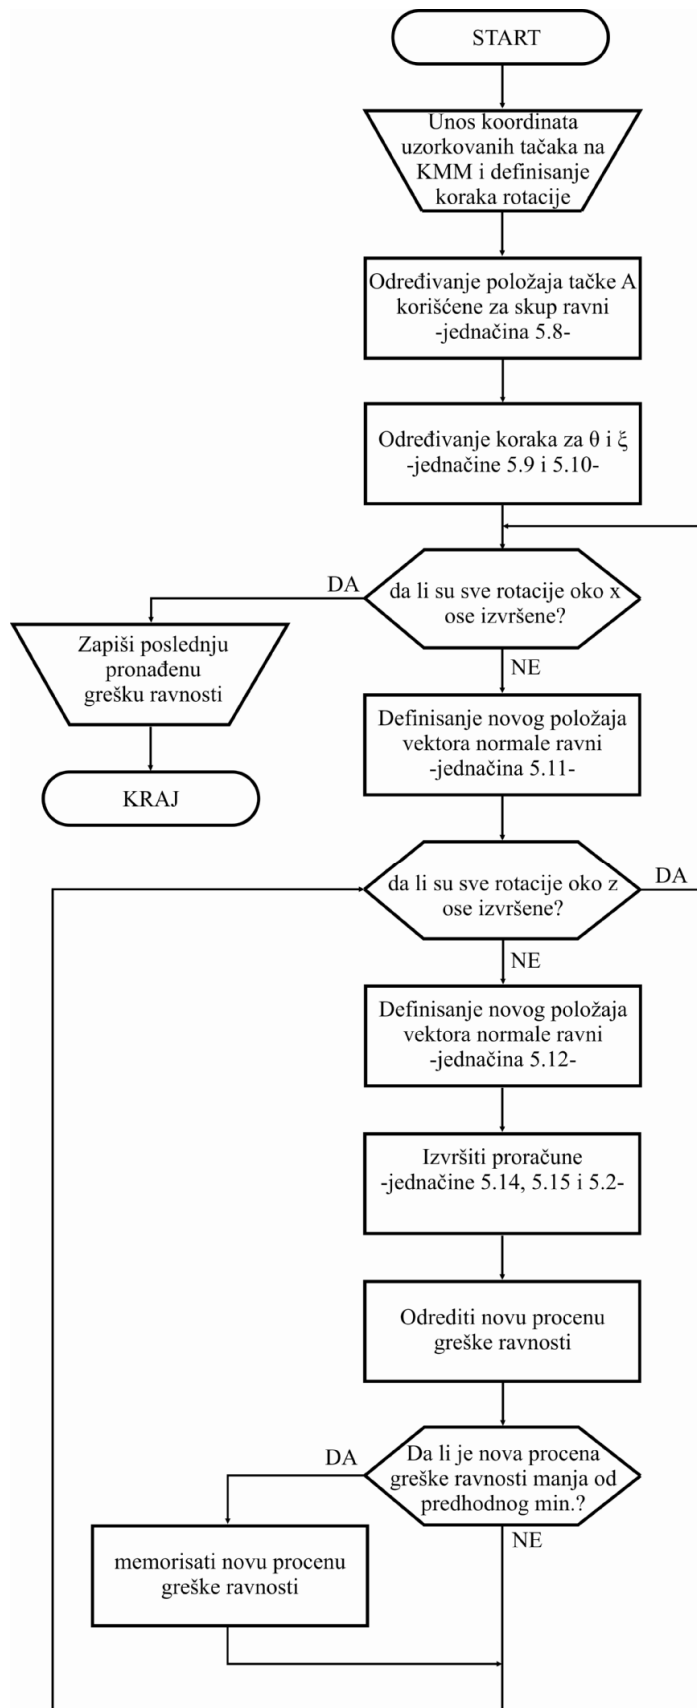 START
Unos koordinata
uzorkovanih tačaka na
KMM i definisanje
koraka rotacije
Određivanje položaja tačke A
korišćene za skup ravni
-jednačina 5.8-
Određivanje koraka za θ i ξ
-jednačine 5.9 i 5.10-
da li su sve rotacije oko x
ose izvršene?
DA
Zapiši poslednju
pronađenu
grešku ravnosti
KRAJ
NE
Definisanje novog položaja
vektora normale ravni
-jednačina 5.11-
da li su sve rotacije oko z
ose izvršene?
DA
NE
Definisanje novog položaja
vektora normale ravni
-jednačina 5.12-
Izvršiti proračune
-jednačine 5.14, 5.15 i 5.2-
Odrediti novu procenu
greške ravnosti
Da li je nova procena
greške ravnosti manja od
predhodnog min.?
DA
memorisati novu procenu
greške ravnosti
NE